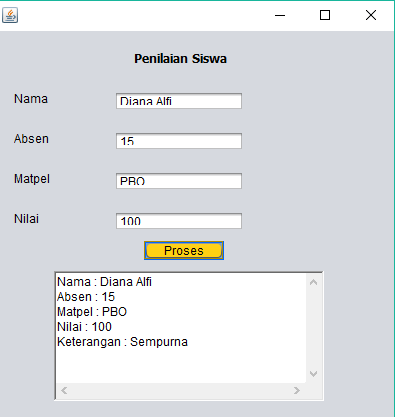 Penilaian Siswa
Nama
Diana Alfi
Absen
15
Matpel
PBO
Nilai
100
Proses
Nama : Diana Alfi
Absen : 15
Matpel : PBO
Nilai : 100
Keterangan : Sempurna